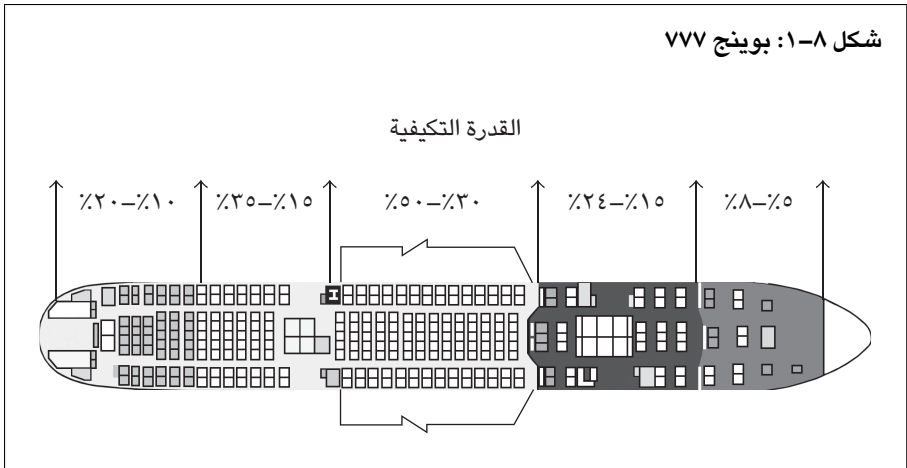 شكل ٨–١: بوينج ٧٧٧
القدرة التكيفية
١٠٪–٢٠٪ ١٥٪–٣٥٪ ٣٠٪–٥٠٪ ١٥٪–٢٤٪ ٥٪–٨٪